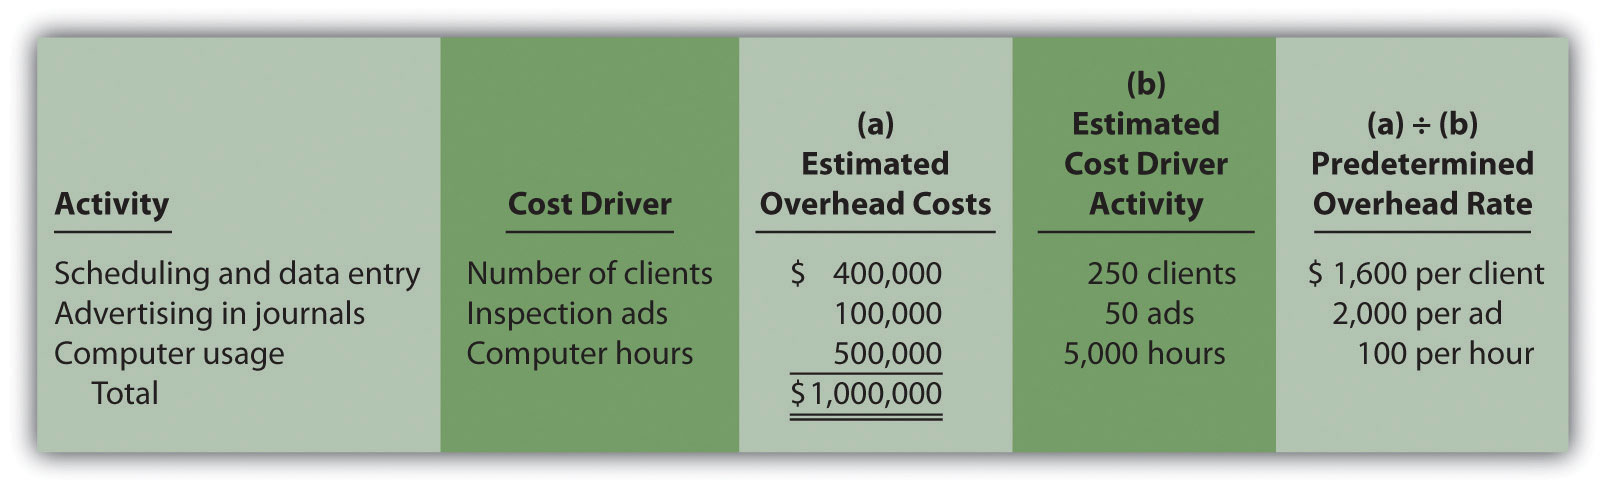 Activity
Cost Driver
(a)
Estimated
Overhead Costs
(b)
Estimated
Cost Driver
Activity
(a) ÷ (b)
Predetermined
Overhead Rate
Scheduling and data entry Number of clients $ 400,000 250 clients $ 1,600 per client
Advertising in journals Inspection ads 100,000 50 ads 2,000 per ad
Computer usage Computer hours 500,000 5,000 hours 100 per hour
Total $1,000,000